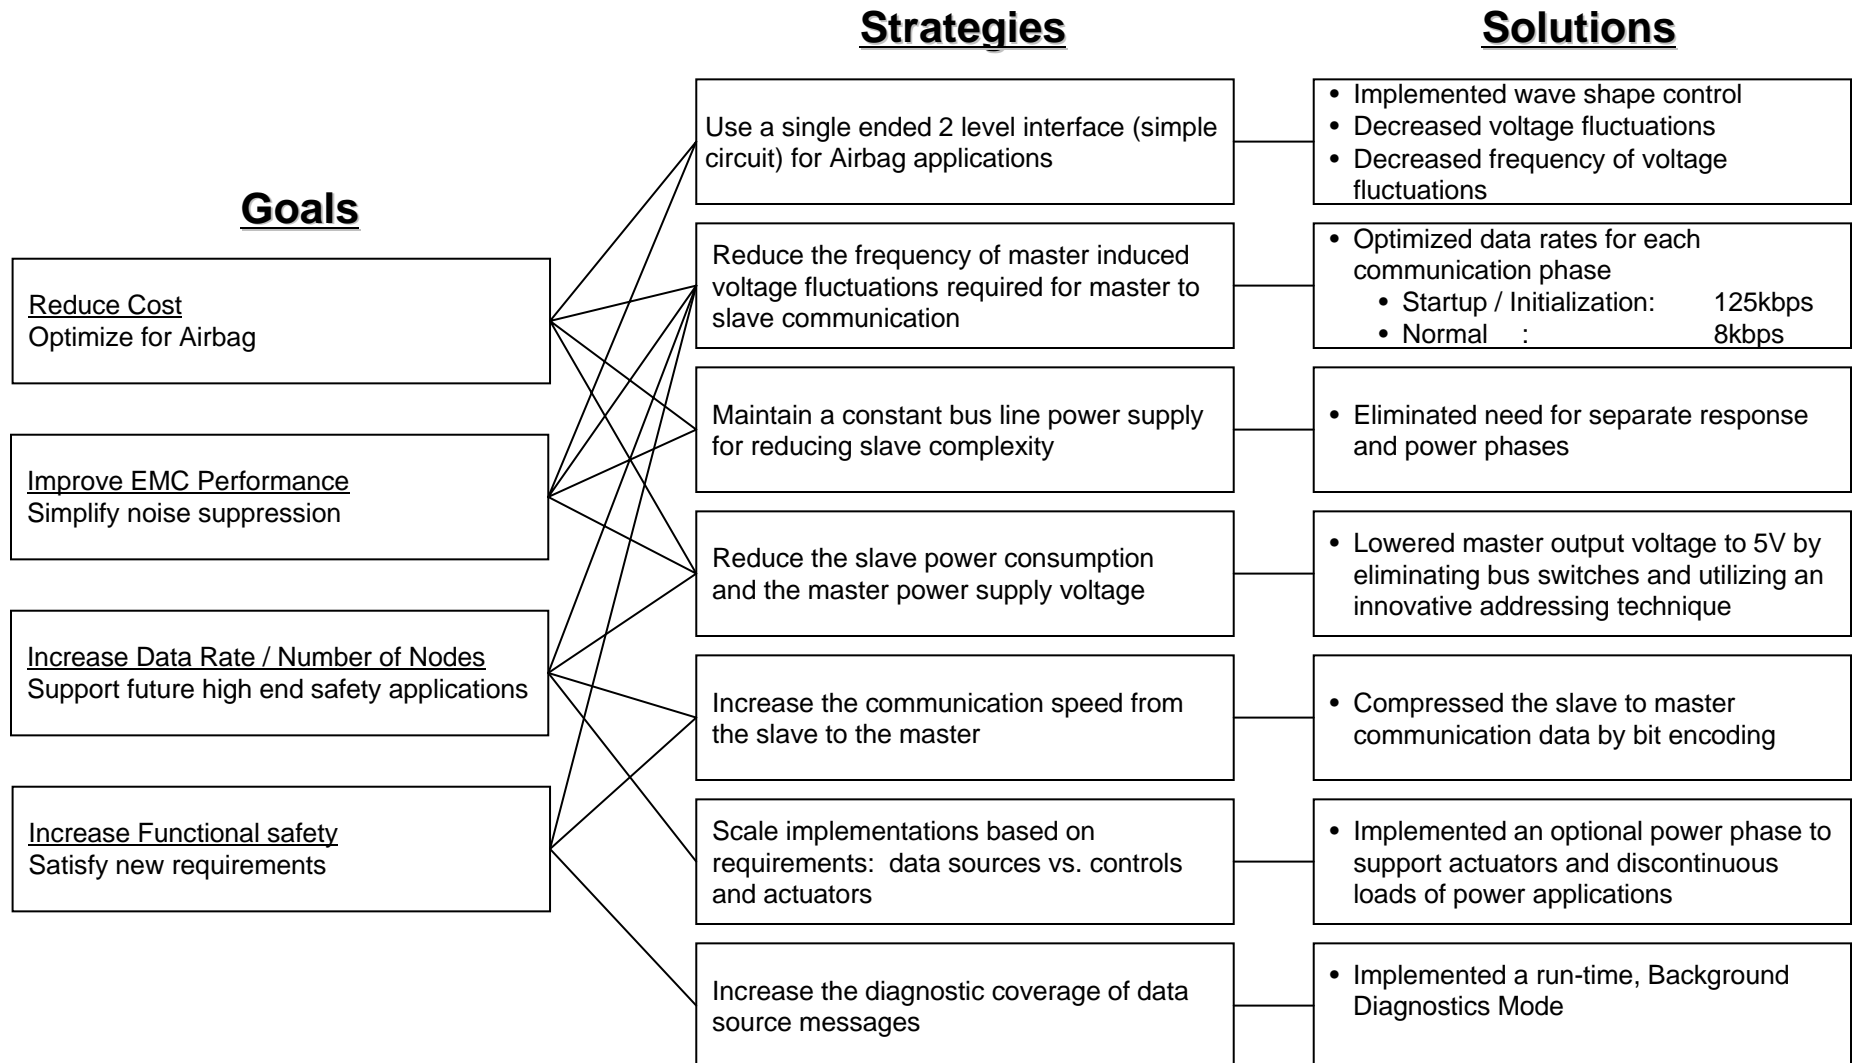 Strategies
Solutions
Goals
Reduce Cost
Optimize for Airbag
Improve EMC Performance
Simplify noise suppression
Increase Data Rate / Number of Nodes
Support future high end safety applications
Increase Functional safety
Satisfy new requirements
Use a single ended 2 level interface (simple
circuit) for Airbag applications
Reduce the frequency of master induced
voltage fluctuations required for master to
slave communication
Maintain a constant bus line power supply
for reducing slave complexity
Reduce the slave power consumption
and the master power supply voltage
Increase the communication speed from
the slave to the master
Scale implementations based on
requirements:  data sources vs. controls
and actuators
Increase the diagnostic coverage of data
source messages
• Implemented wave shape control
• Decreased voltage fluctuations
• Decreased frequency of voltage
fluctuations
• Optimized data rates for each
communication phase
• Startup / Initialization: 125kbps
• Normal : 8kbps
• Eliminated need for separate response
and power phases
• Lowered master output voltage to 5V by
eliminating bus switches and utilizing an
innovative addressing technique
• Compressed the slave to master
communication data by bit encoding
• Implemented an optional power phase to
support actuators and discontinuous
loads of power applications
• Implemented a run-time, Background
Diagnostics Mode